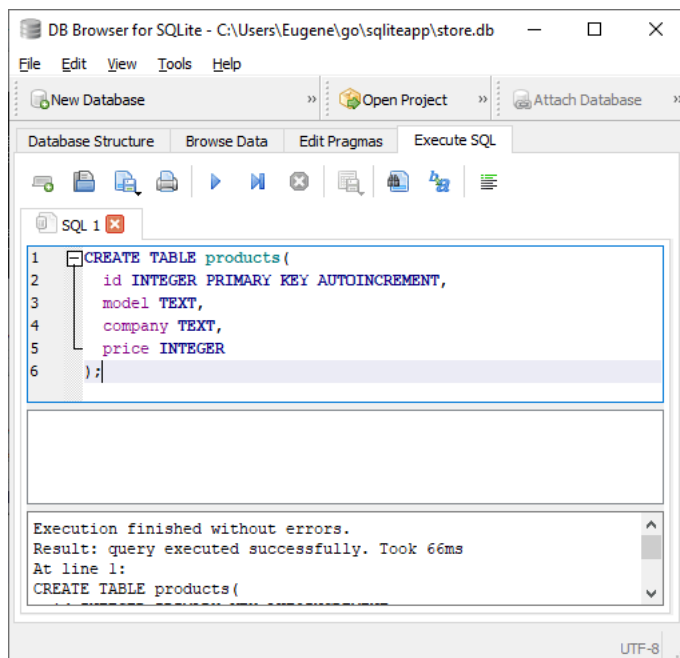 DB Browser for SQLite - C:\Users\Eugene\go\sqliteapp\store.db
File Edit View Tools Help
New Database » Open Project » Attach Database »
Database Structure Browse Data Edit Pragmas Execute SQL
SQL 1
1 CREATE TABLE products(
2 id INTEGER PRIMARY KEY AUTOINCREMENT,
3 model TEXT,
4 company TEXT,
5 price INTEGER
6 );
Execution finished without errors.
Result: query executed successfully. Took 66ms
At line 1:
CREATE TABLE products(
UTF-8